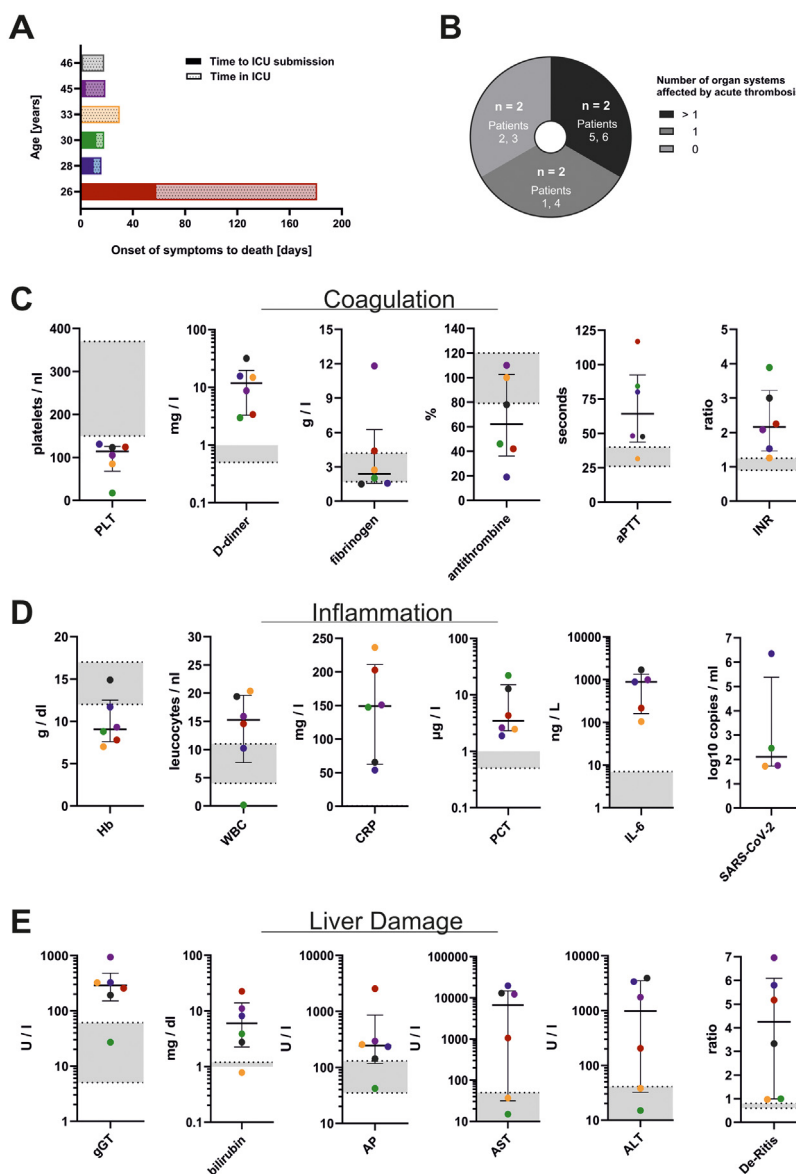 A
Age [years]
46
45
33
30
28
26
Time to ICU submission
Time in ICU
0 40 80 120 160 200
Onset of symptoms to death [days]
B
n = 2
Patients
2, 3
n = 2
Patients
5, 6
n = 2
Patients
1, 4
Number of organ systems
affected by acute thrombosis
> 1
1
0
C
Coagulation
platelets / nl
400
300
200
100
0
PLT
mg / l
100
10
1
0.1
D-dimer
g / l
15
12
9
6
3
0
fibrinogen
%
140
120
100
80
60
40
20
0
antithrombine
seconds
125
100
75
50
25
0
aPTT
ratio
5
4
3
2
1
0
INR
D
Inflammation
g / dl
20
15
10
5
0
Hb
leucocytes / nl
30
25
20
15
10
5
0
WBC
mg / l
250
200
150
100
50
0
CRP
µg / l
100
10
1
0.1
PCT
ng / L
10000
1000
100
10
1
IL-6
log10 copies / ml
7
6
5
4
3
2
1
0
SARS-CoV-2
E
Liver Damage
U / l
1000
100
10
1
gGT
mg / dl
100
10
1
0.1
bilirubin
U / l
10000
1000
100
10
AP
U / l
10000
1000
100
10
AST
U / l
10000
1000
100
10
ALT
ratio
7
6
5
4
3
2
1
0
De-Ritis